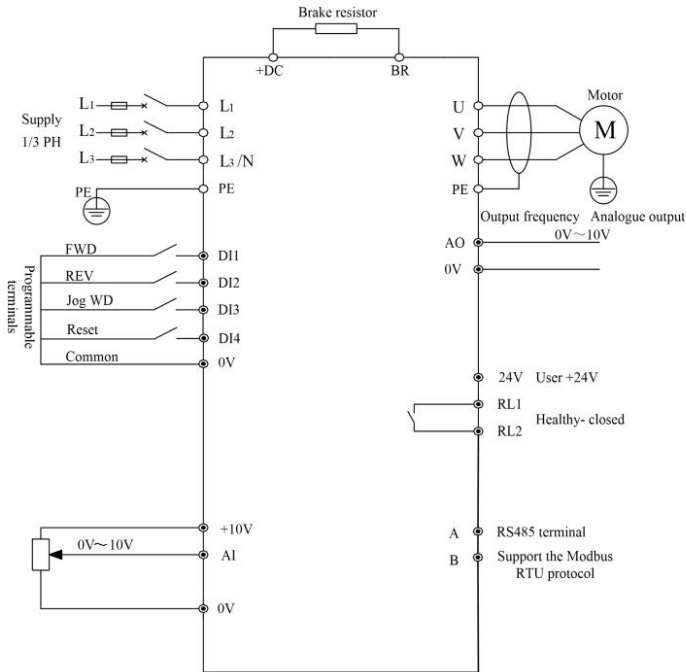 Brake resistor
+DC
BR
Supply
1/3 PH
L1
L2
L3
PE
L1
L2
L3 /N
PE
U
V
W
PE
Motor
M
Output frequency Analogue output
0V～10V
AO
0V
Programmable
terminals
FWD
REV
Jog WD
Reset
Common
DI1
DI2
DI3
DI4
0V
24V User +24V
RL1
RL2
Healthy- closed
0V～10V
+10V
AI
0V
A RS485 terminal
B Support the Modbus
RTU protocol